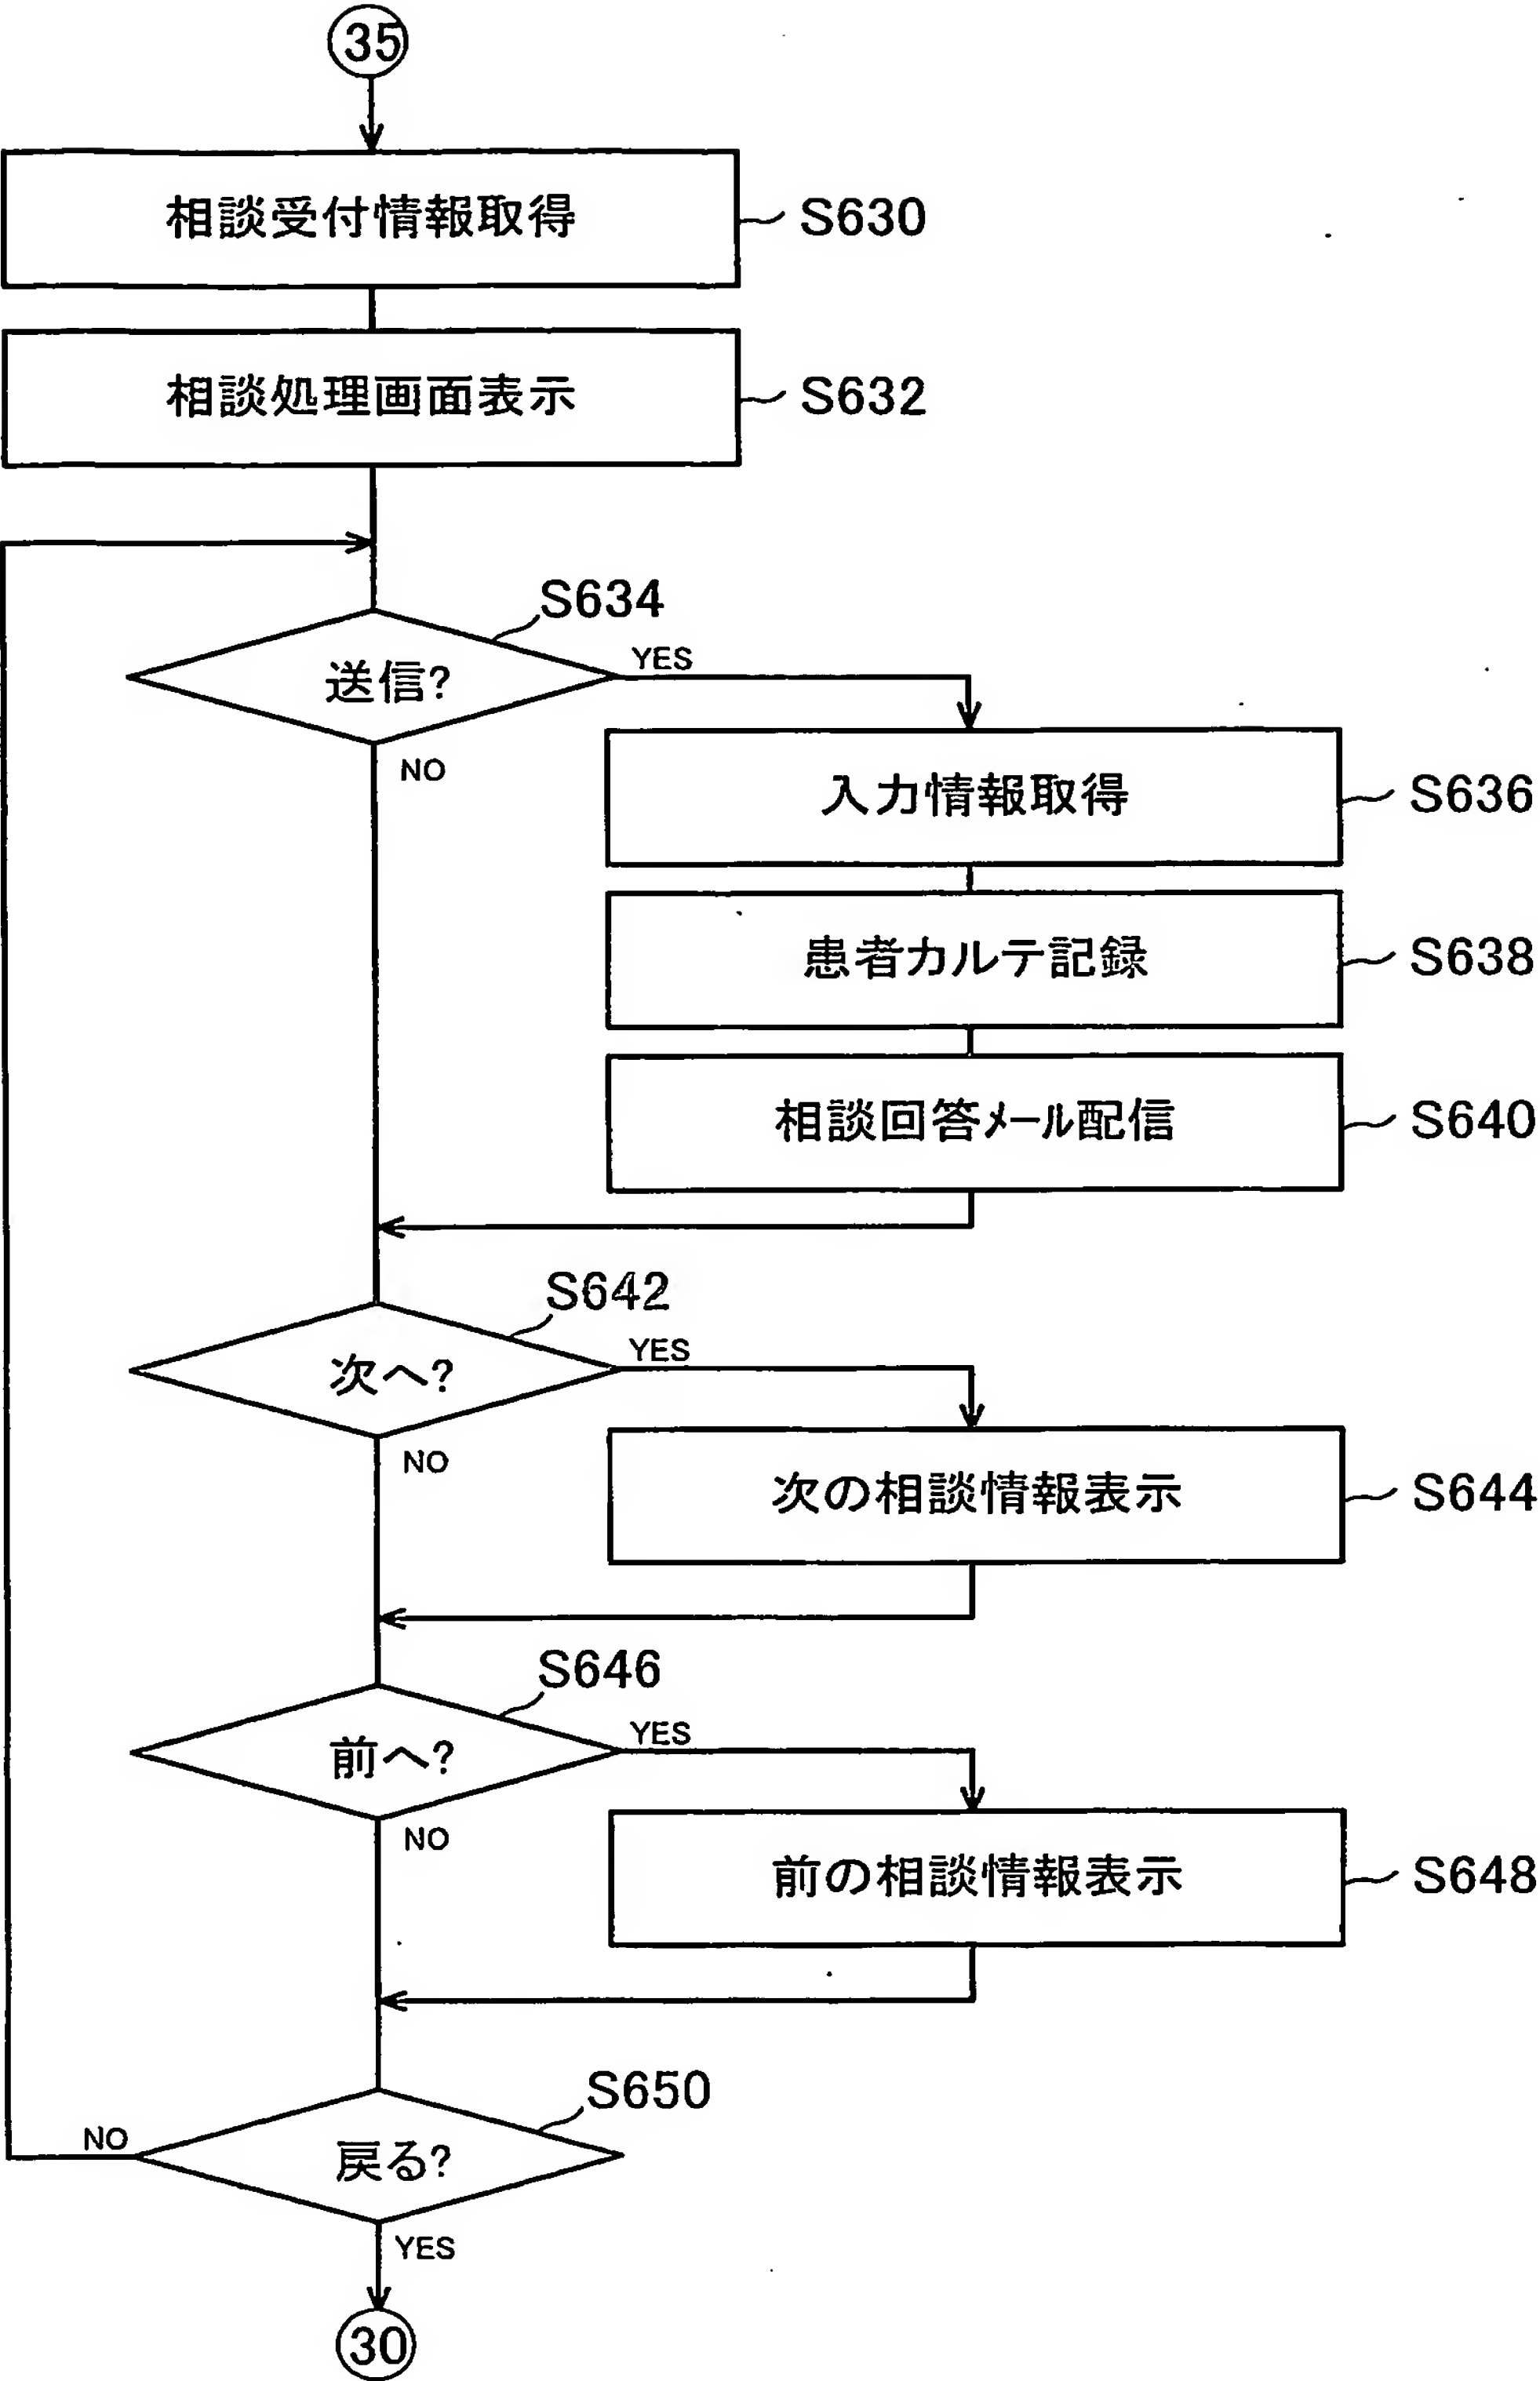 35
相談受付情報取得
S630
相談処理画面表示
S632
S634
送信?
YES
NO
入力情報取得
S636
患者カルテ記録
S638
相談回答メール配信
S640
S642
次へ?
YES
NO
次の相談情報表示
S644
S646
前へ?
YES
NO
前の相談情報表示
S648
S650
NO
戻る?
YES
30